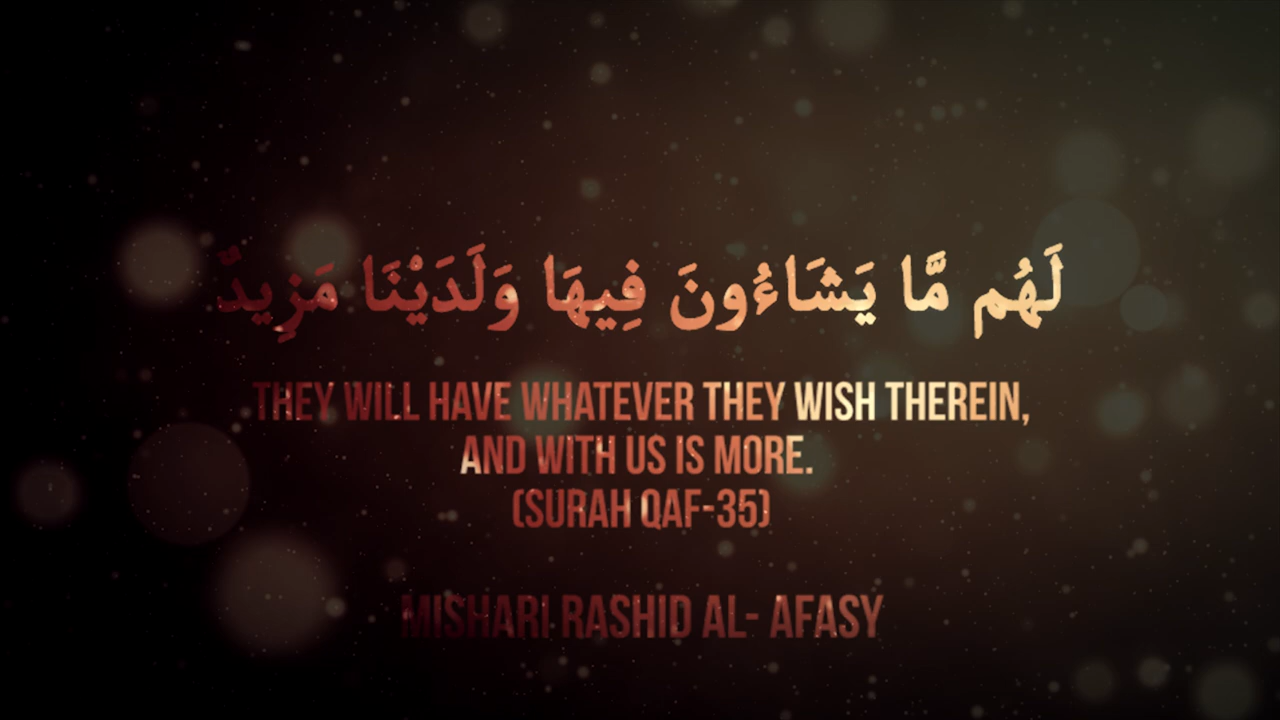 لَهُم مَّا يَشَاءُونَ فِيهَا وَلَدَيْنَا مَزِيدٌ
THEY WILL HAVE WHATEVER THEY WISH THEREIN,
AND WITH US IS MORE.
(SURAH QAF-35)
MISHARI RASHID AL- AFASY